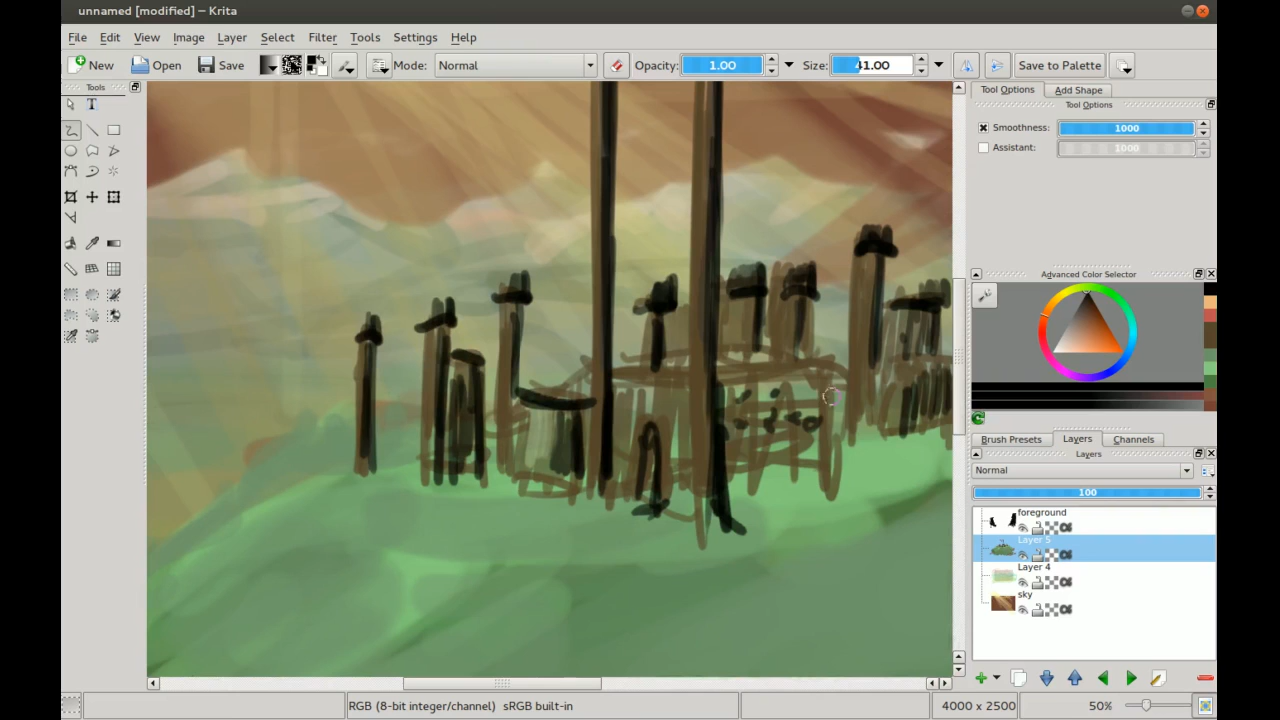 unnamed [modified] – Krita
File Edit View Image Layer Select Filter Tools Settings Help
New Open Save Mode: Normal Opacity: 1.00 Size: 41.00 Save to Palette
Tools
Tool Options Add Shape
Tool Options
Smoothness: 1000
Assistant: 1000
Advanced Color Selector
Brush Presets Layers Channels
Layers
Normal
100
foreground
Layer 5
Layer 4
sky
RGB (8-bit integer/channel) sRGB built-in 4000 x 2500 50%